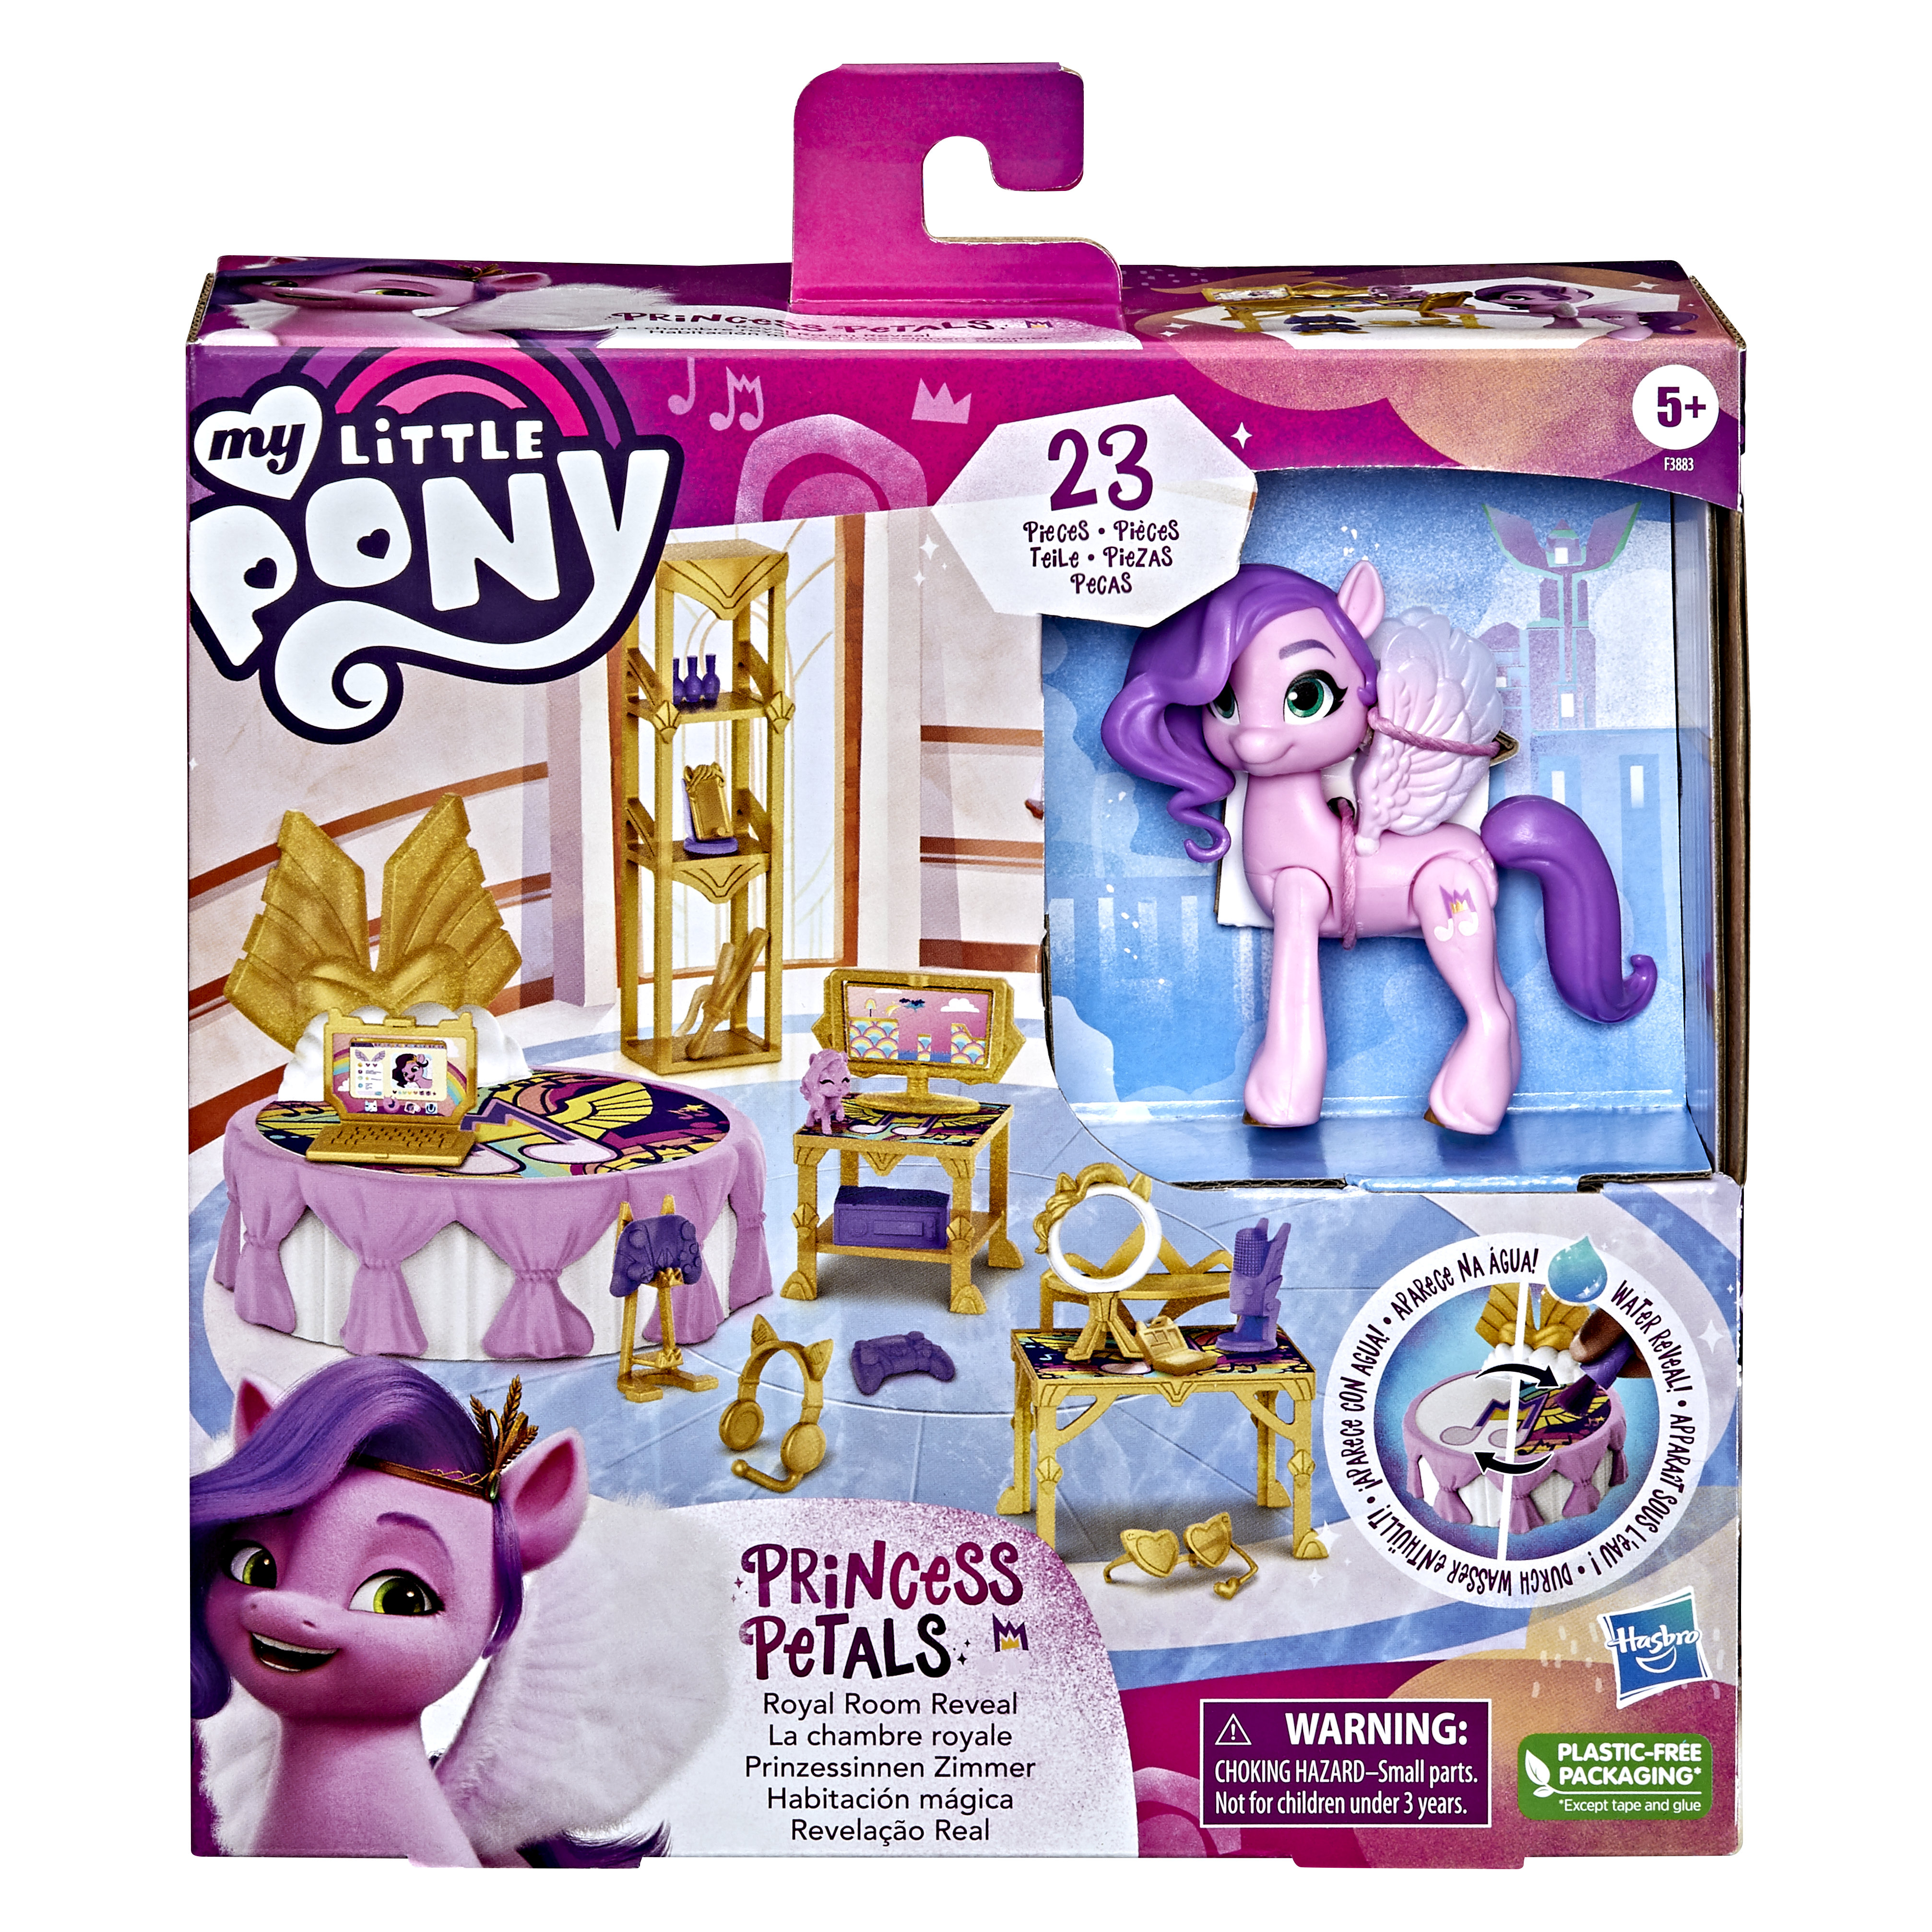 PRINCESS PETALS
my
LiTTLE
PONY
23
PieCeS • PièCeS
TeiLe • PieZAS
PeCAS
5+
F3883
¡APARECE CON AGUA! • APARECE NA ÁGUA!
WATER REVEAL! • APPARAÎT SOUS L'EAU ! • DURCH WASSER ENTHÜLLT! •
PRiNCeSS
PeTALS
Royal Room Reveal
La chambre royale
Prinzessinnen Zimmer
Habitación mágica
Revelação Real
Hasbro
WARNING:
CHOKING HAZARD–Small parts.
Not for children under 3 years.
PLASTIC-FREE
PACKAGING*
*Except tape and glue